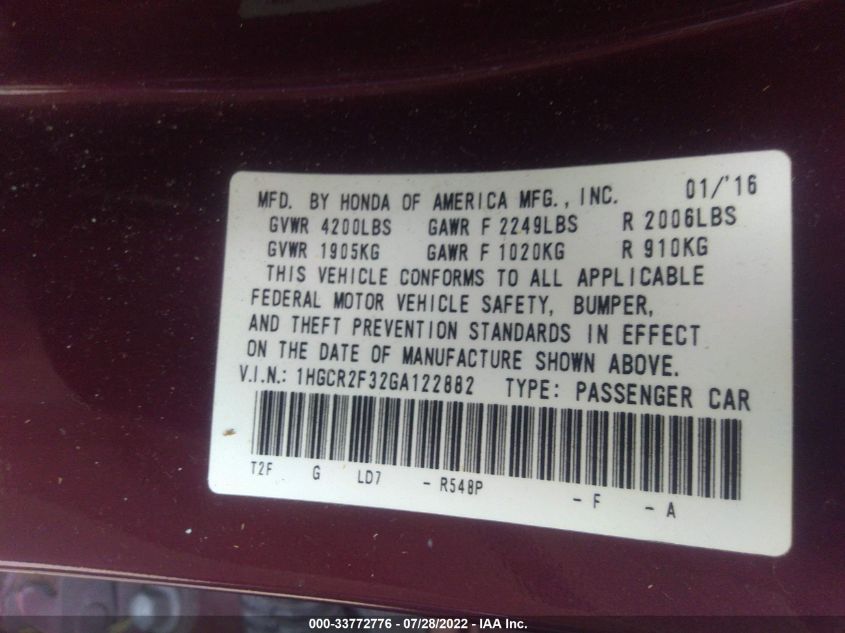 MFD. BY HONDA OF AMERICA MFG., INC. 01/'16
GVWR 4200LBS GAWR F 2249LBS R 2006LBS
GVWR 1905KG GAWR F 1020KG R 910KG
THIS VEHICLE CONFORMS TO ALL APPLICABLE
FEDERAL MOTOR VEHICLE SAFETY, BUMPER,
AND THEFT PREVENTION STANDARDS IN EFFECT
ON THE DATE OF MANUFACTURE SHOWN ABOVE.
V.I.N.: 1HGCR2F32GA122882 TYPE: PASSENGER CAR
T2F G LD7 - R548P - F - A
000-33772776 - 07/28/2022 - IAA Inc.